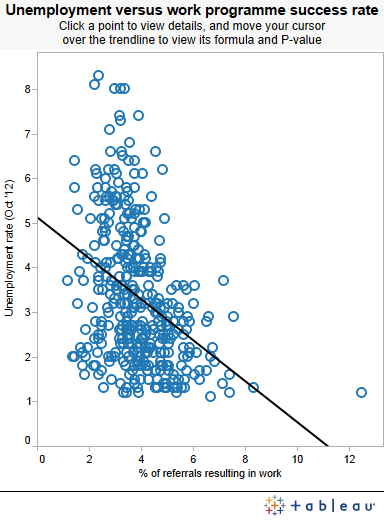 Unemployment versus work programme success rate
Click a point to view details, and move your cursor
over the trendline to view its formula and P-value
8
7
6
5
4
3
2
1
0
Unemployment rate (Oct '12)
0 2 4 6 8 10 12
% of referrals resulting in work
tableau